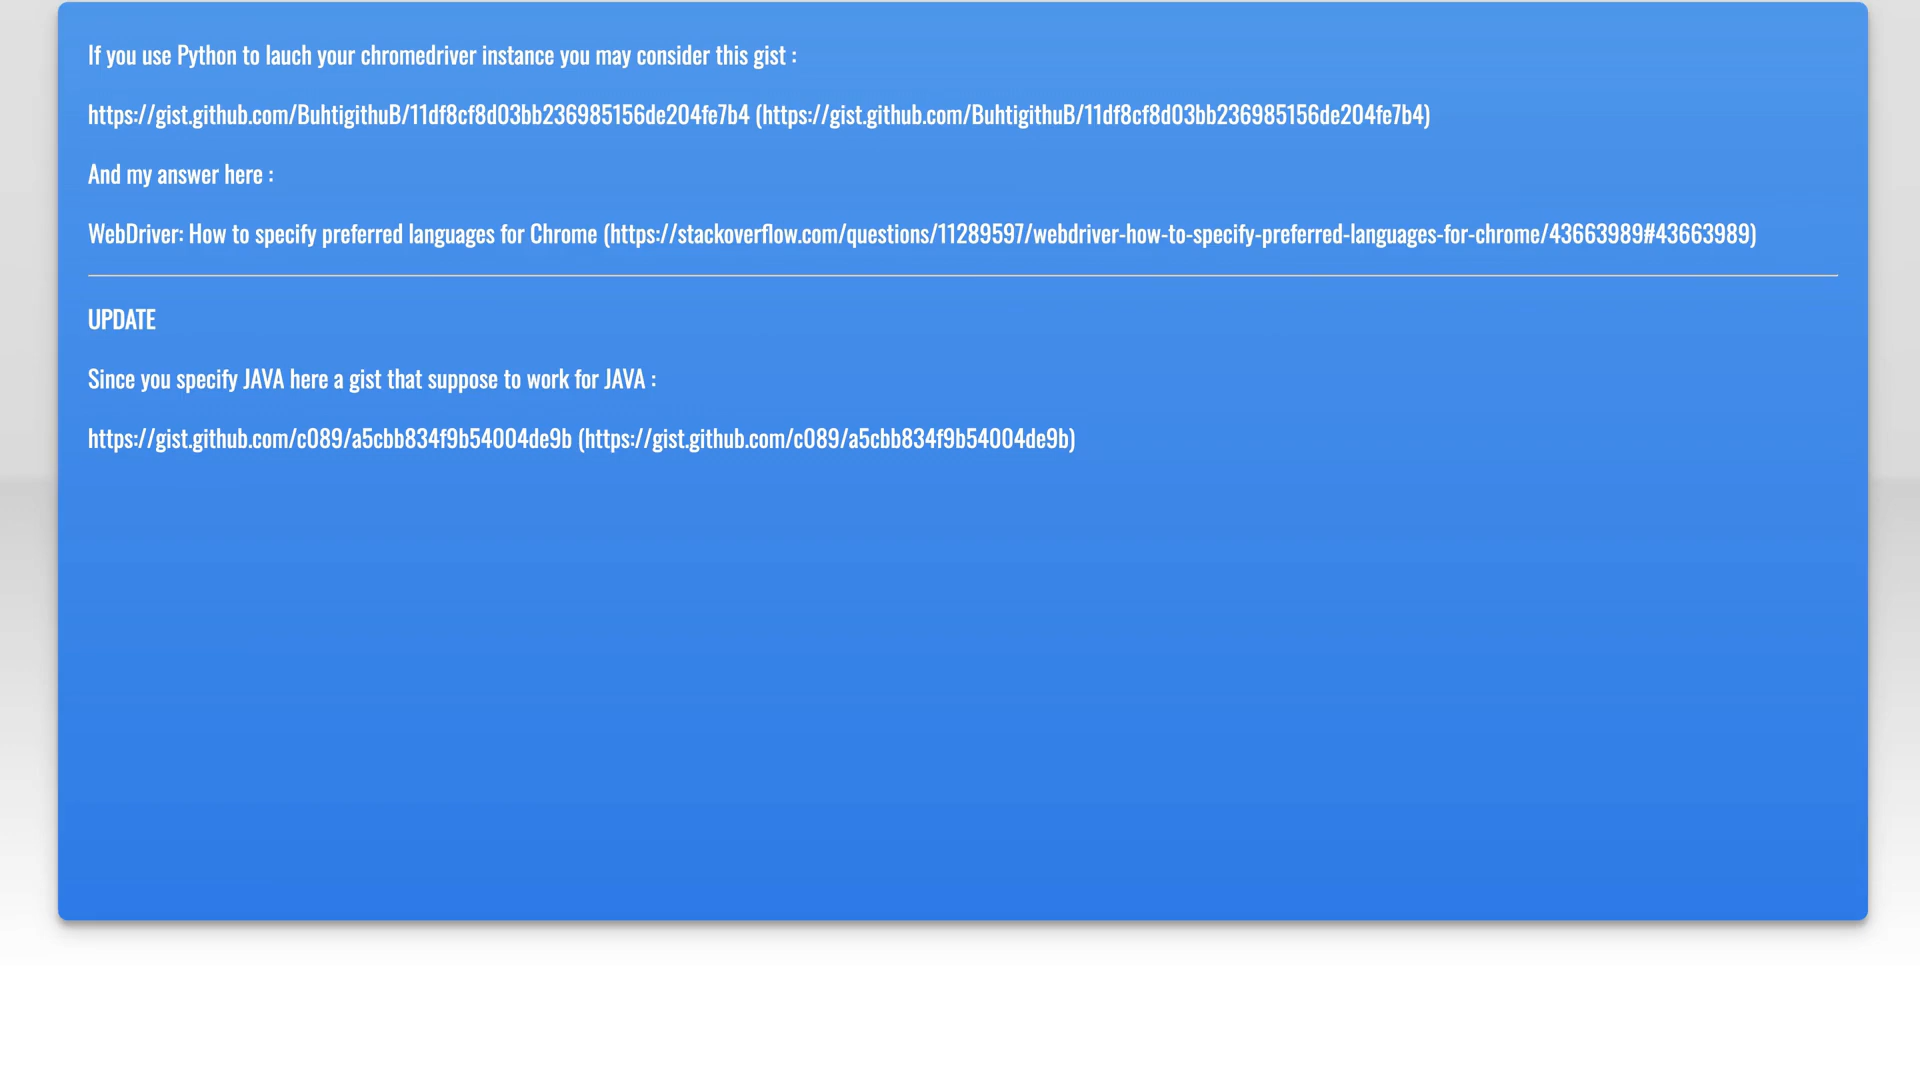 If you use Python to lauch your chromedriver instance you may consider this gist :
https://gist.github.com/BuhtigithuB/11df8cf8d03bb236985156de204fe7b4 (https://gist.github.com/BuhtigithuB/11df8cf8d03bb236985156de204fe7b4)
And my answer here :
WebDriver: How to specify preferred languages for Chrome (https://stackoverflow.com/questions/11289597/webdriver-how-to-specify-preferred-languages-for-chrome/43663989#43663989)
UPDATE
Since you specify JAVA here a gist that suppose to work for JAVA :
https://gist.github.com/c089/a5cbb834f9b54004de9b (https://gist.github.com/c089/a5cbb834f9b54004de9b)